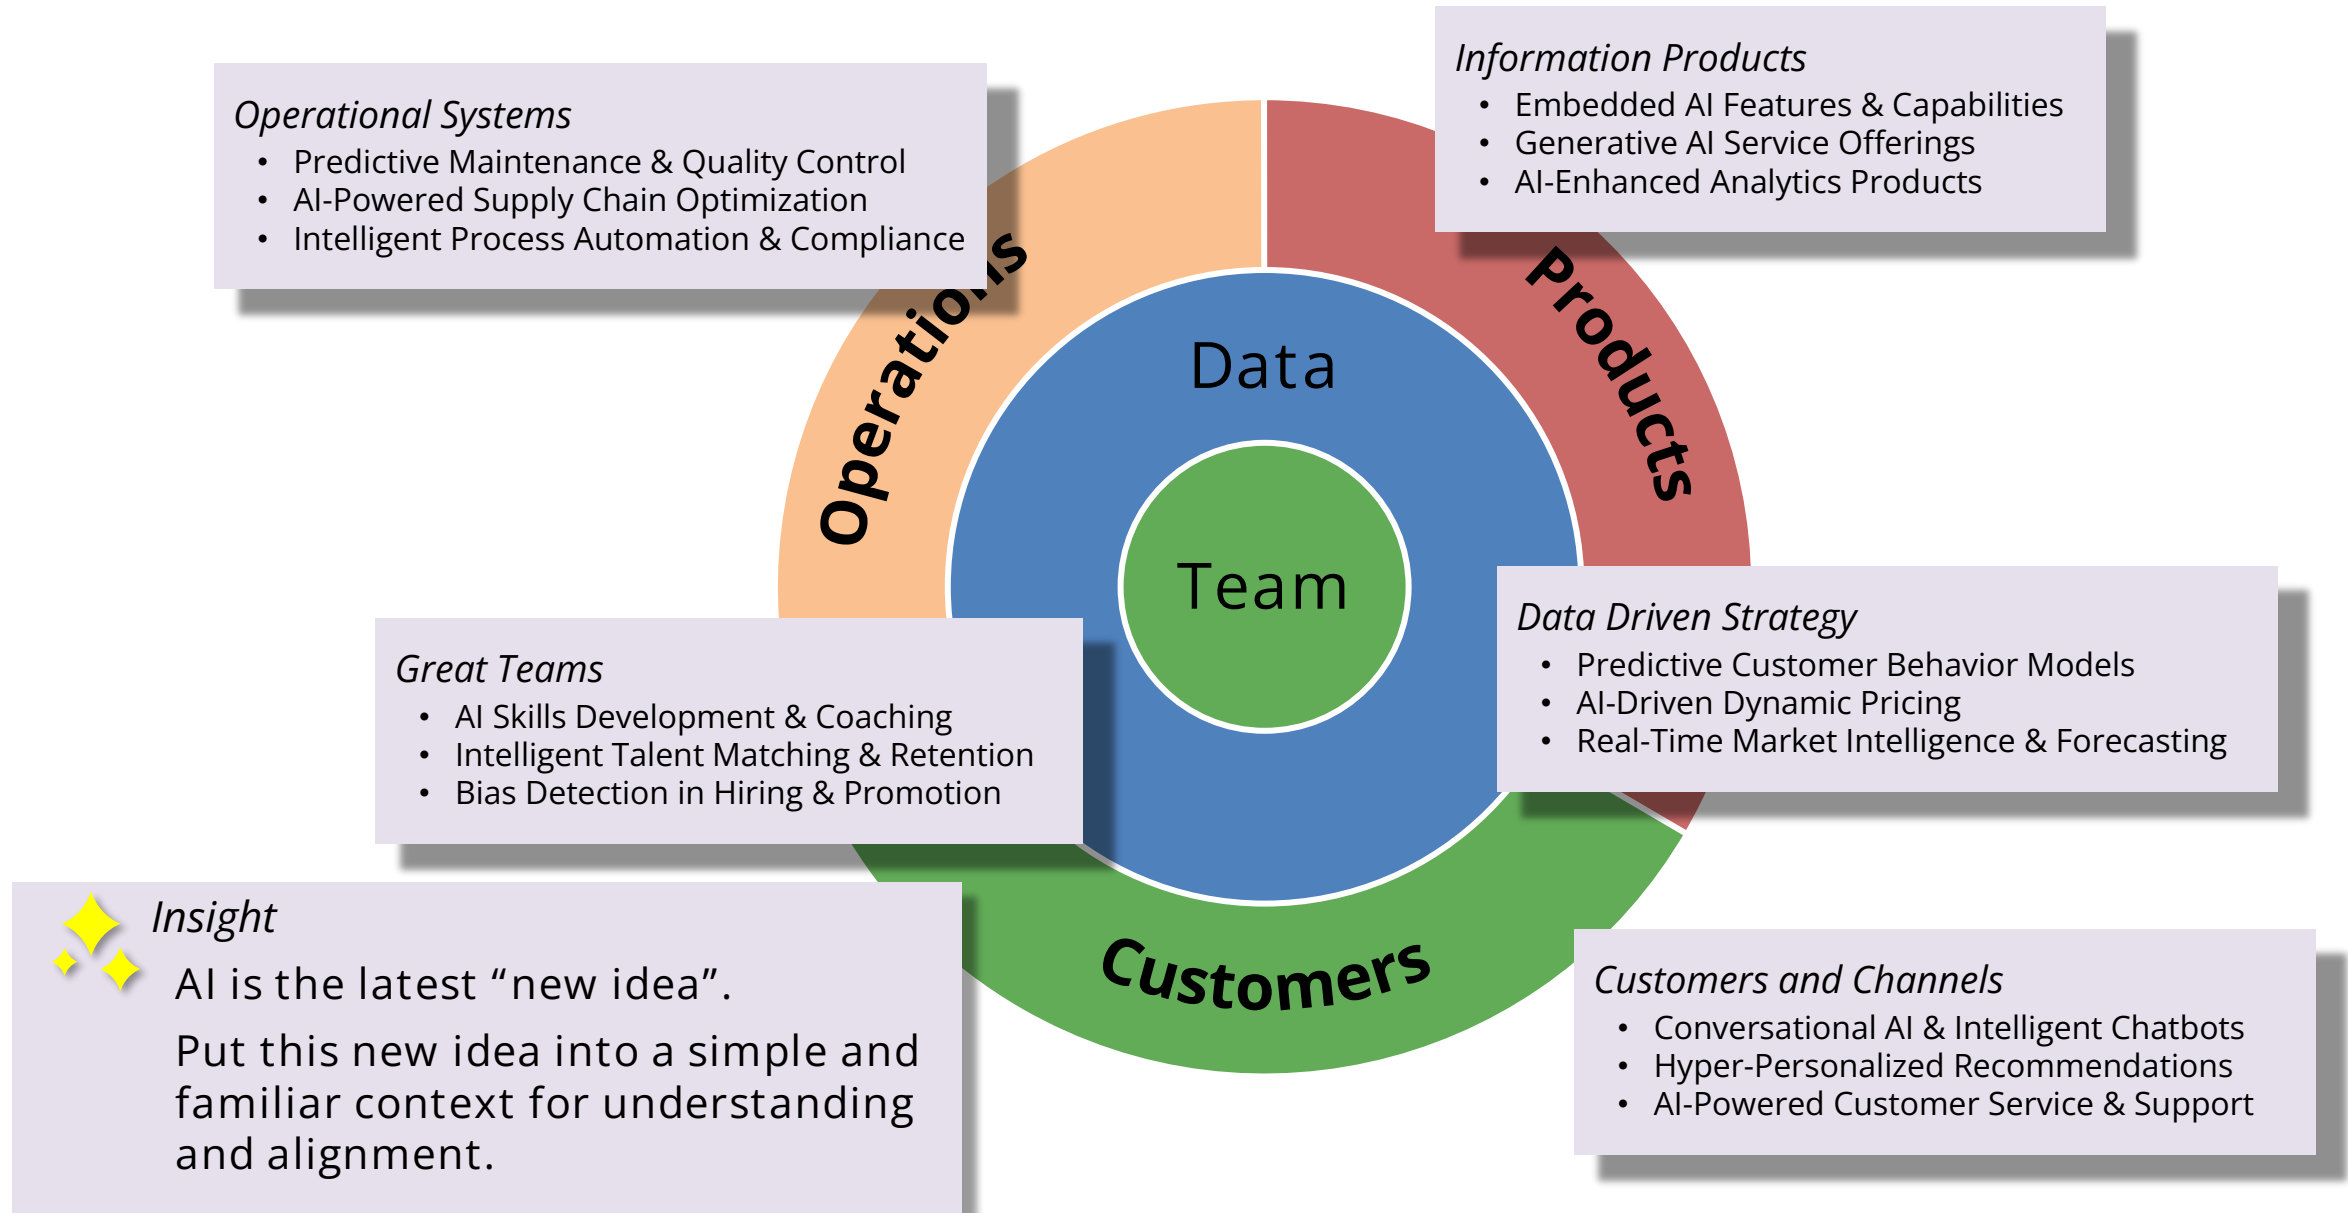 Operational Systems
• Predictive Maintenance & Quality Control
• AI-Powered Supply Chain Optimization
• Intelligent Process Automation & Compliance
Information Products
• Embedded AI Features & Capabilities
• Generative AI Service Offerings
• AI-Enhanced Analytics Products
Operations
Products
Data
Team
Great Teams
• AI Skills Development & Coaching
• Intelligent Talent Matching & Retention
• Bias Detection in Hiring & Promotion
Data Driven Strategy
• Predictive Customer Behavior Models
• AI-Driven Dynamic Pricing
• Real-Time Market Intelligence & Forecasting
Insight
AI is the latest “new idea”.
Put this new idea into a simple and
familiar context for understanding
and alignment.
Customers
Customers and Channels
• Conversational AI & Intelligent Chatbots
• Hyper-Personalized Recommendations
• AI-Powered Customer Service & Support